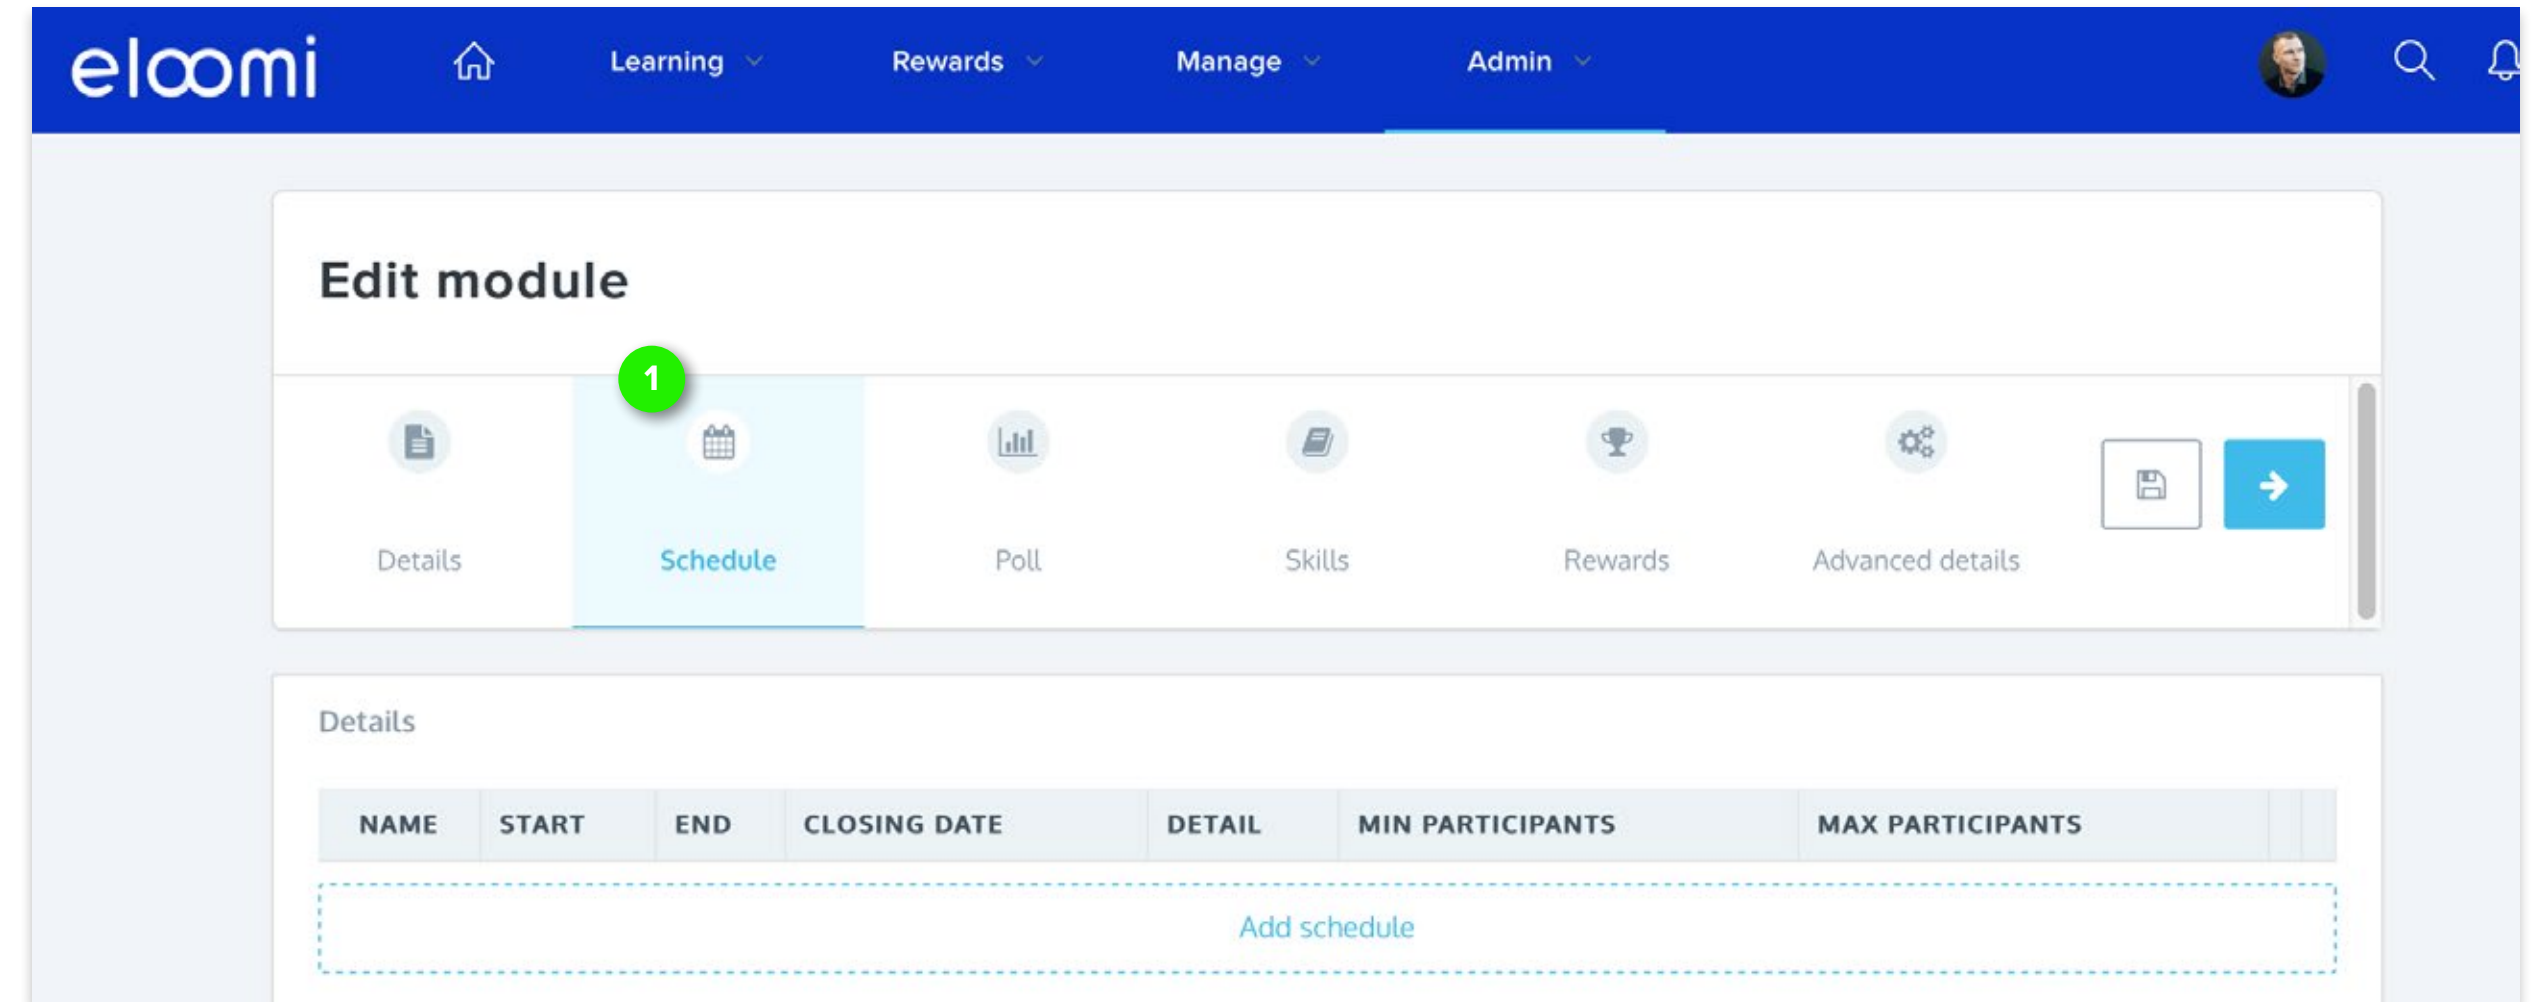 eloomi Learning Rewards Manage Admin
Edit module
1
Details Schedule Poll Skills Rewards Advanced details
Details
NAME START END CLOSING DATE DETAIL MIN PARTICIPANTS MAX PARTICIPANTS
Add schedule